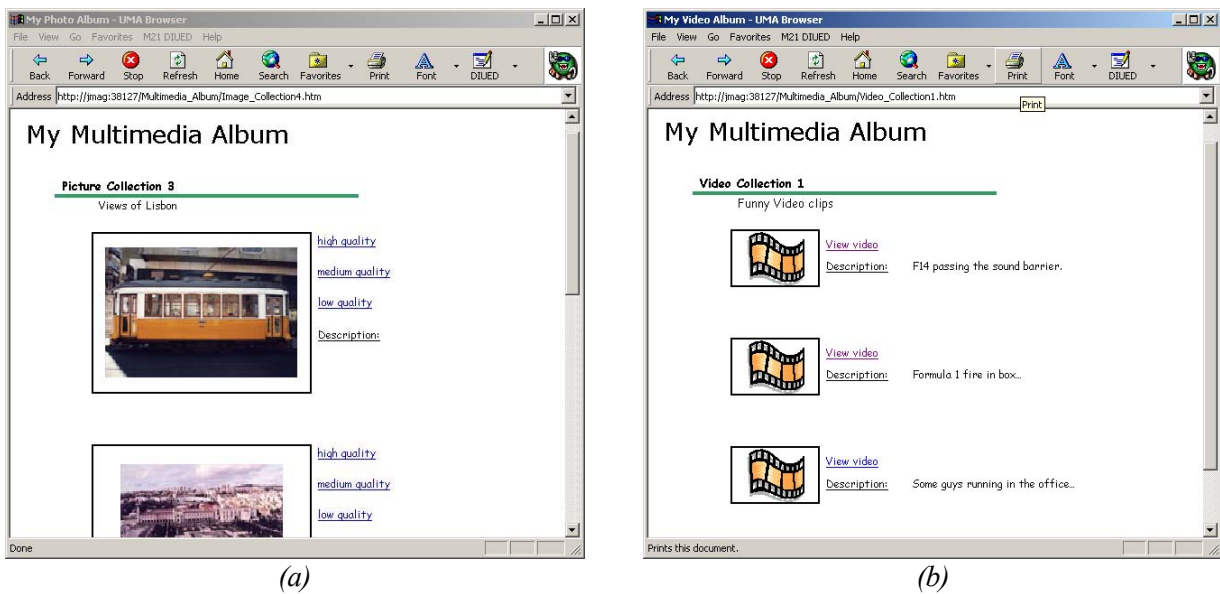 My Photo Album - UMA Browser
File View Go Favorites M21 DIUED Help
Back Forward Stop Refresh Home Search Favorites Print Font DIUED
Address http://jmag:38127/Multimedia_Album/Image_Collection4.htm
My Multimedia Album
Picture Collection 3
Views of Lisbon
high quality
medium quality
low quality
Description:
high quality
medium quality
low quality
Done
(a)
My Video Album - UMA Browser
File View Go Favorites M21 DIUED Help
Back Forward Stop Refresh Home Search Favorites Print Font DIUED
Address http://jmag:38127/Multimedia_Album/Video_Collection1.htm
Print
My Multimedia Album
Video Collection 1
Funny Video clips
View video
Description: F14 passing the sound barrier.
View video
Description: Formula 1 fire in box...
View video
Description: Some guys running in the office...
Prints this document.
(b)